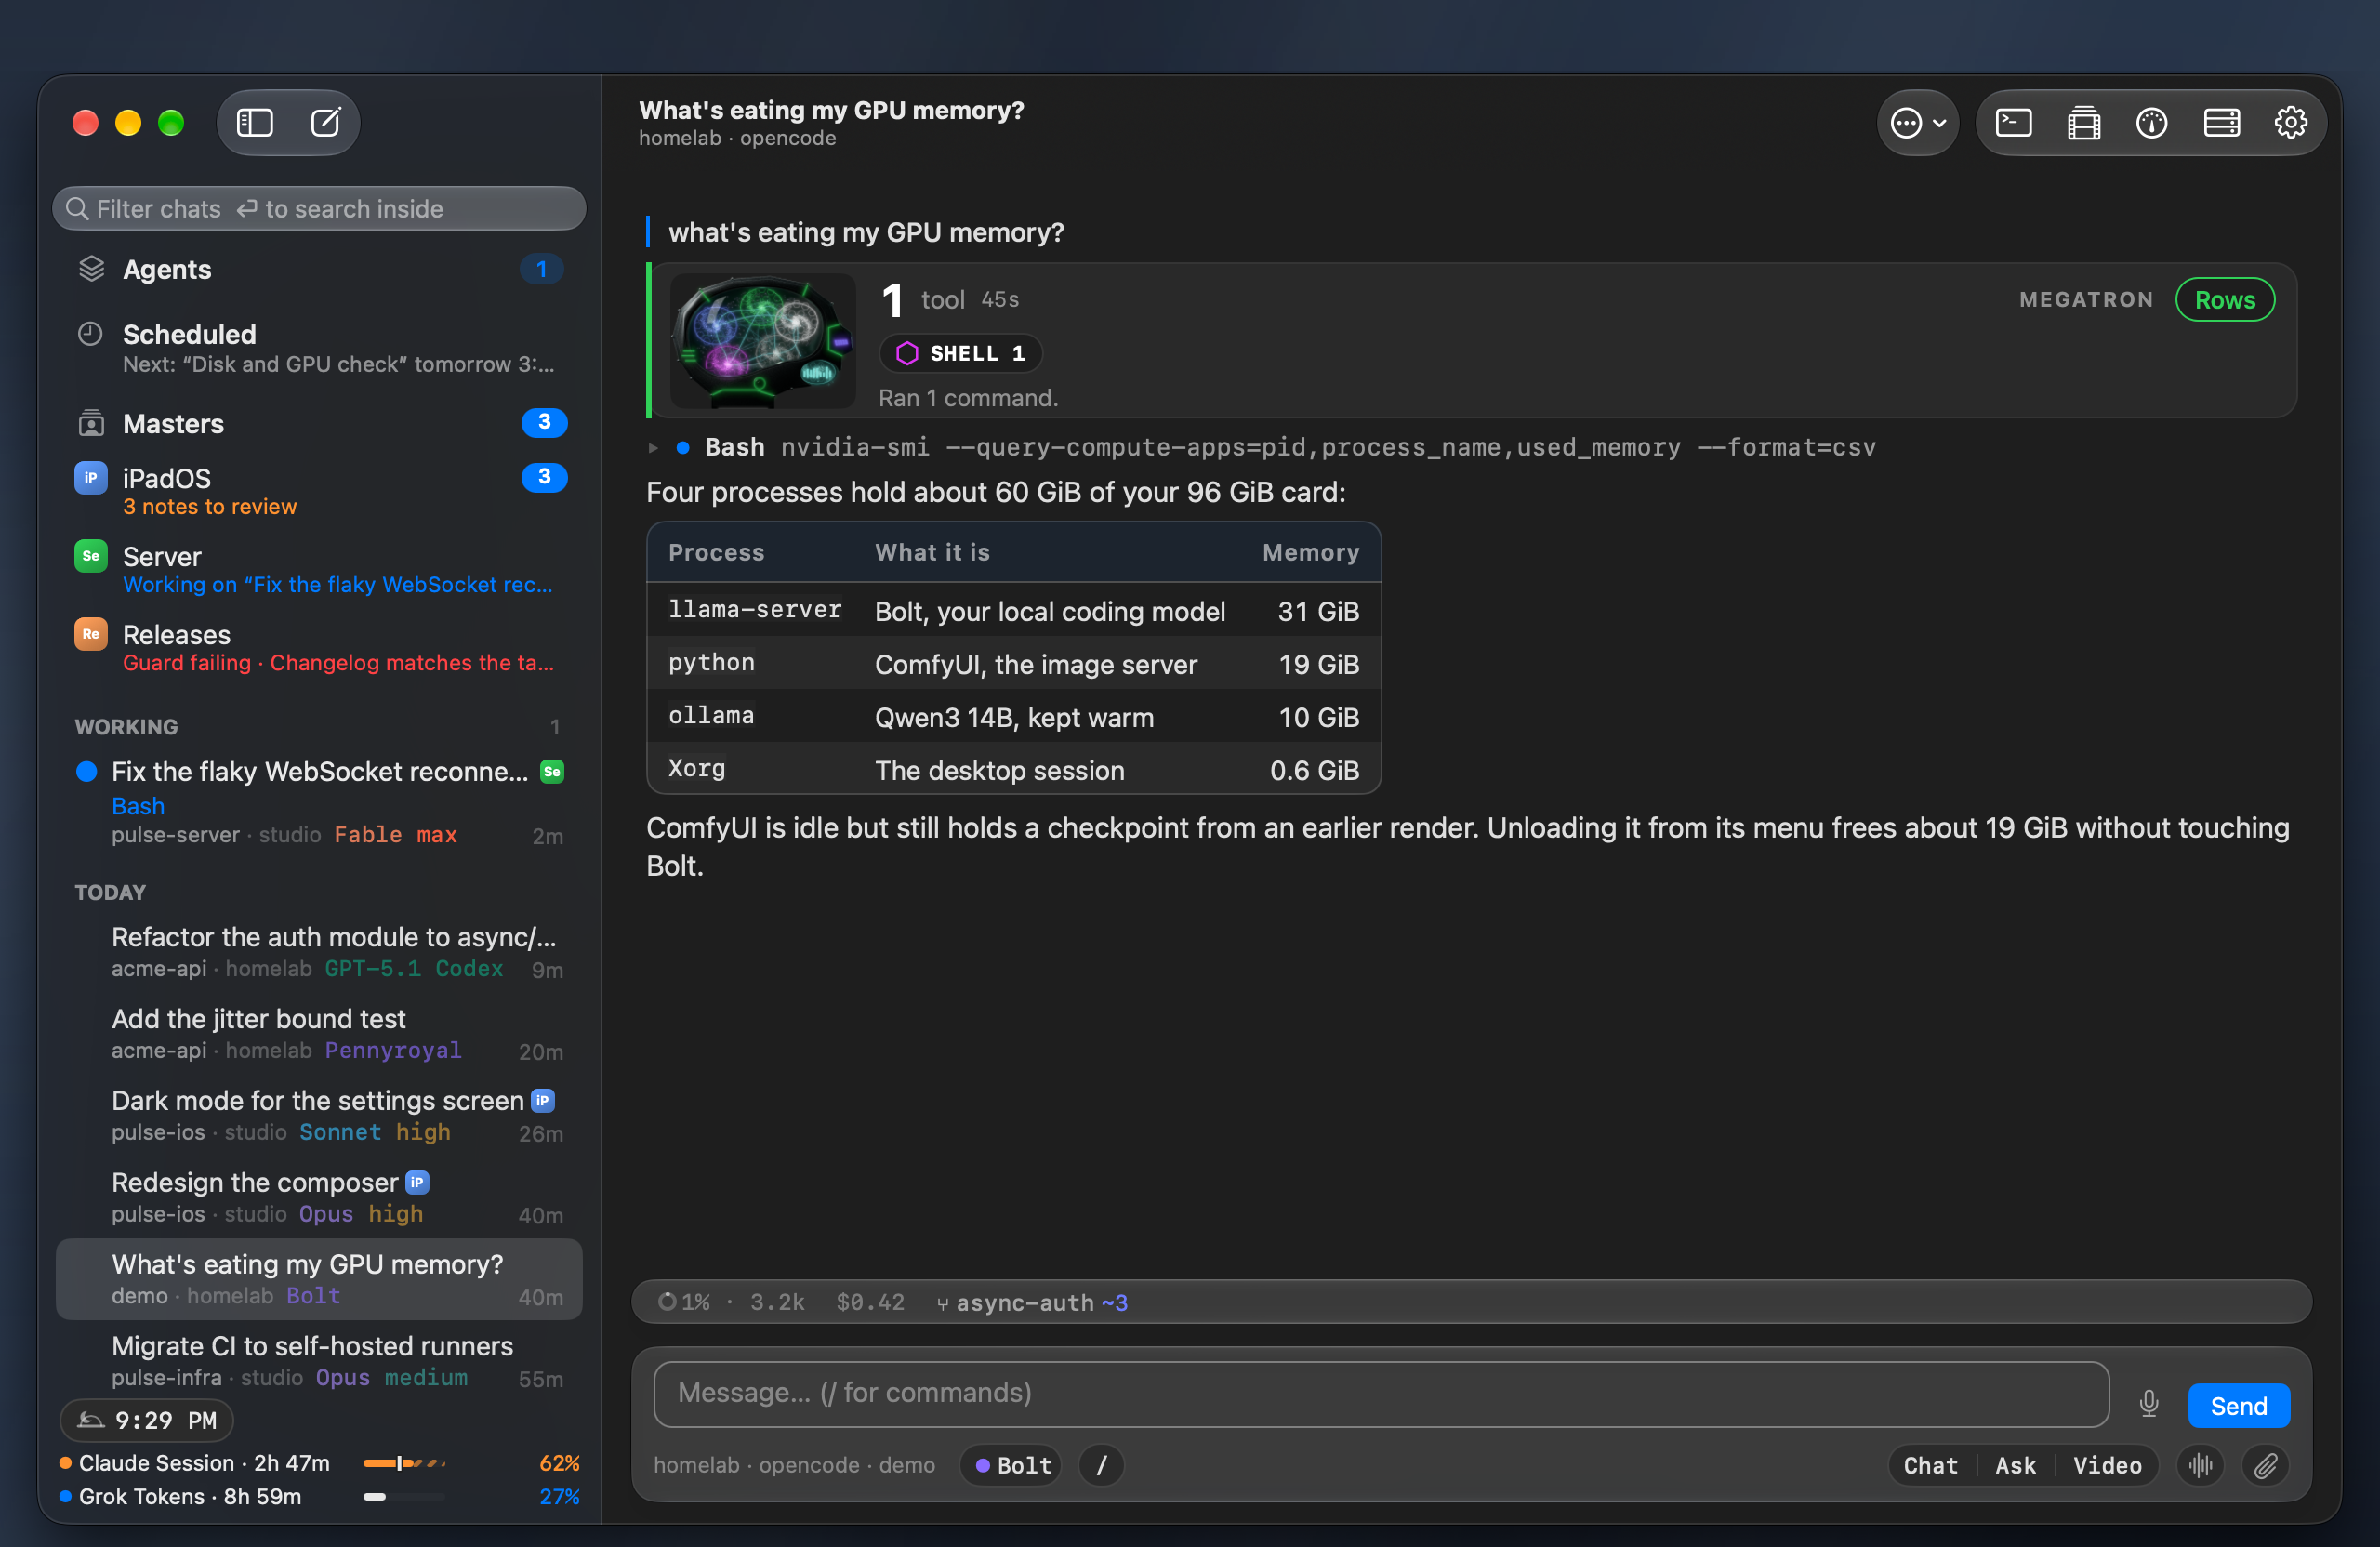 What's eating my GPU memory?
homelab · opencode
Filter chats ⏎ to search inside
Agents 1
Scheduled
Next: “Disk and GPU check” tomorrow 3:...
Masters 3
iP iPadOS 3
3 notes to review
Se Server
Working on “Fix the flaky WebSocket rec...
Re Releases
Guard failing · Changelog matches the ta...
WORKING 1
Fix the flaky WebSocket reconne... Se
Bash
pulse-server · studio Fable max 2m
TODAY
Refactor the auth module to async/...
acme-api · homelab GPT-5.1 Codex 9m
Add the jitter bound test
acme-api · homelab Pennyroyal 20m
Dark mode for the settings screen iP
pulse-ios · studio Sonnet high 26m
Redesign the composer iP
pulse-ios · studio Opus high 40m
What's eating my GPU memory?
demo · homelab Bolt 40m
Migrate CI to self-hosted runners
pulse-infra · studio Opus medium 55m
9:29 PM
Claude Session · 2h 47m 62%
Grok Tokens · 8h 59m 27%
what's eating my GPU memory?
1 tool 45s MEGATRON Rows
SHELL 1
Ran 1 command.
Bash nvidia-smi --query-compute-apps=pid,process_name,used_memory --format=csv
Four processes hold about 60 GiB of your 96 GiB card:
Process What it is Memory
llama-server Bolt, your local coding model 31 GiB
python ComfyUI, the image server 19 GiB
ollama Qwen3 14B, kept warm 10 GiB
Xorg The desktop session 0.6 GiB
ComfyUI is idle but still holds a checkpoint from an earlier render. Unloading it from its menu frees about 19 GiB without touching
Bolt.
1% · 3.2k $0.42 async-auth ~3
Message... (/ for commands)
Send
homelab · opencode · demo Bolt / Chat Ask Video